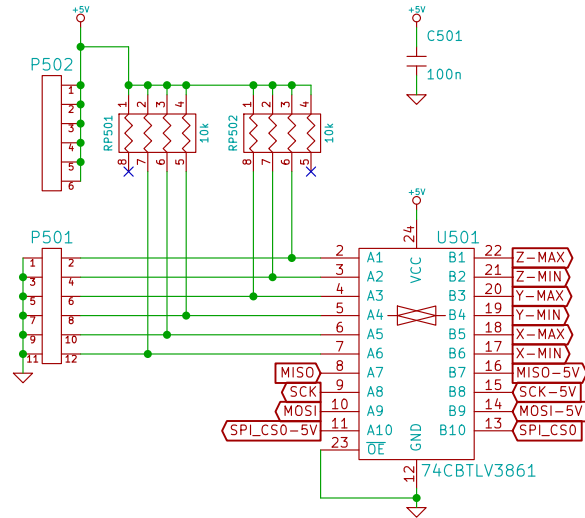 +5V
+5V
C501
100n
P502
1
2
3
4
5
6
1 2 3 4
RP501
10k
8 7 6 5
1 2 3 4
RP502
10k
8 7 6 5
+5V
P501
1 2
3 4
5 6
7 8
9 10
11 12
24
U501
VCC
2 A1 B1 22 Z-MAX
3 A2 B2 21 Z-MIN
4 A3 B3 20 Y-MAX
5 A4 B4 19 Y-MIN
6 A5 B5 18 X-MAX
7 A6 B6 17 X-MIN
MISO 8 A7 B7 16 MISO-5V
SCK 9 A8 B8 15 SCK-5V
MOSI 10 A9 B9 14 MOSI-5V
SPI_CS0-5V 11 A10 B10 13 SPI_CS0
23 OE
GND
12
74CBTLV3861